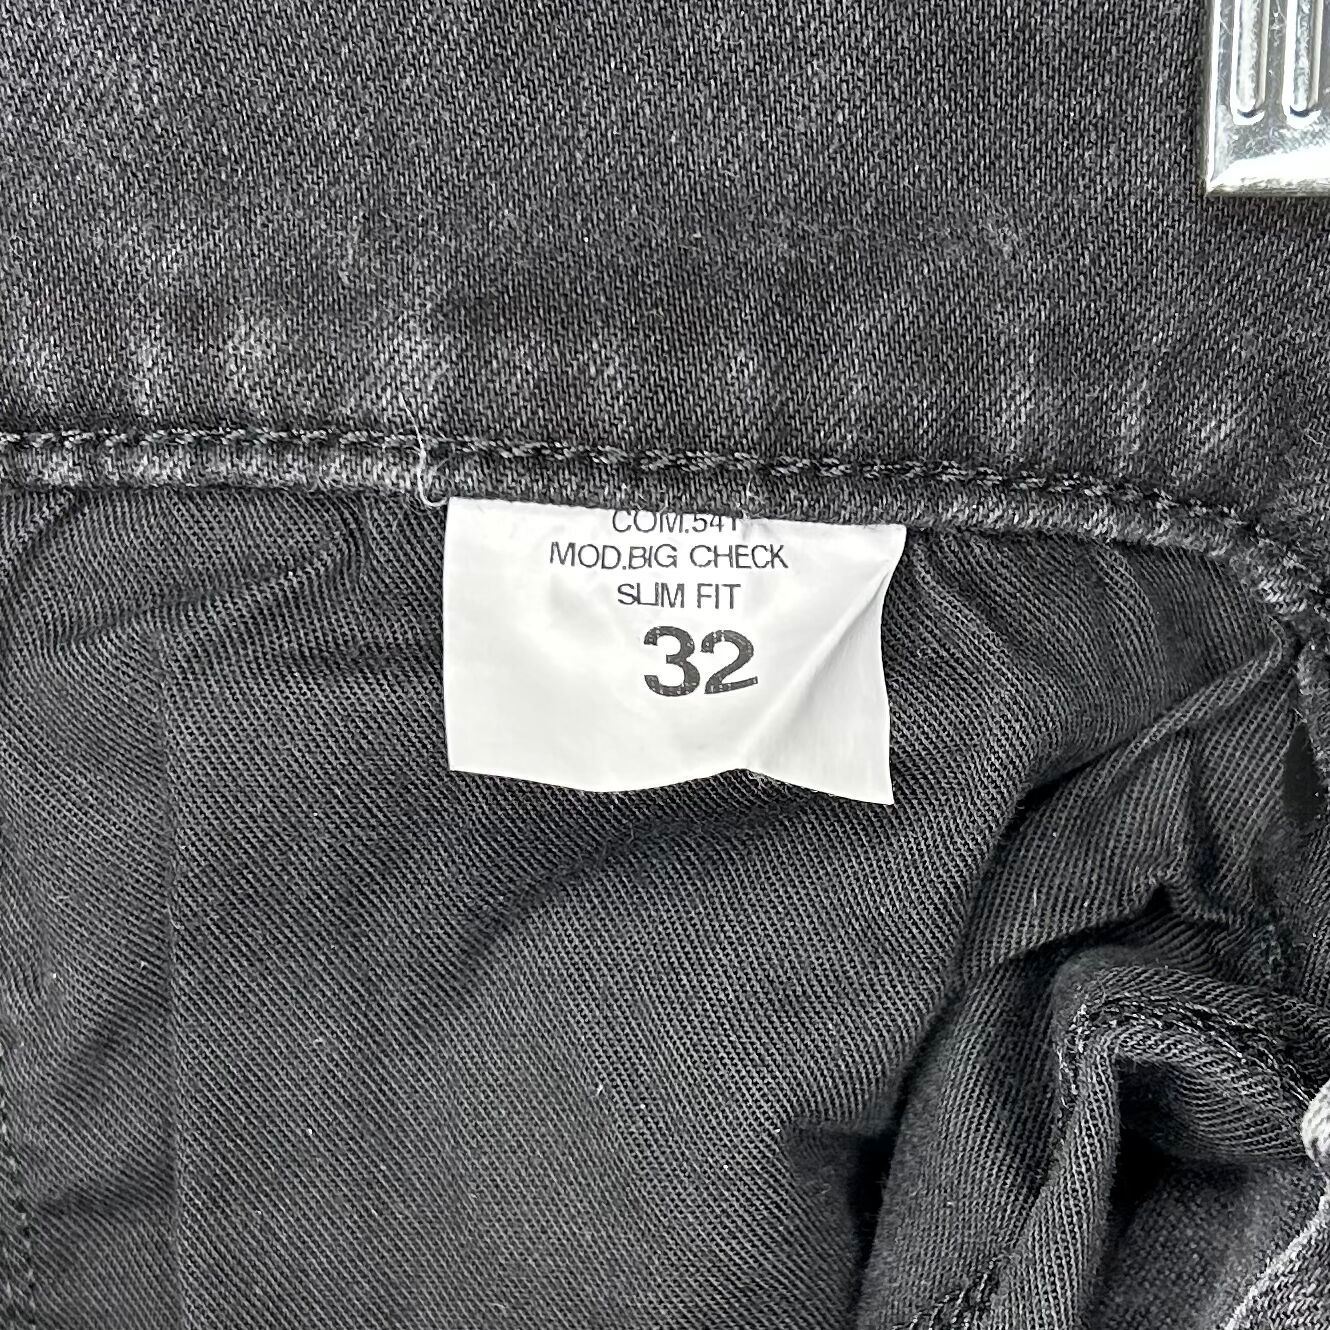 COM.541
MOD.BIG CHECK
SLIM FIT
32